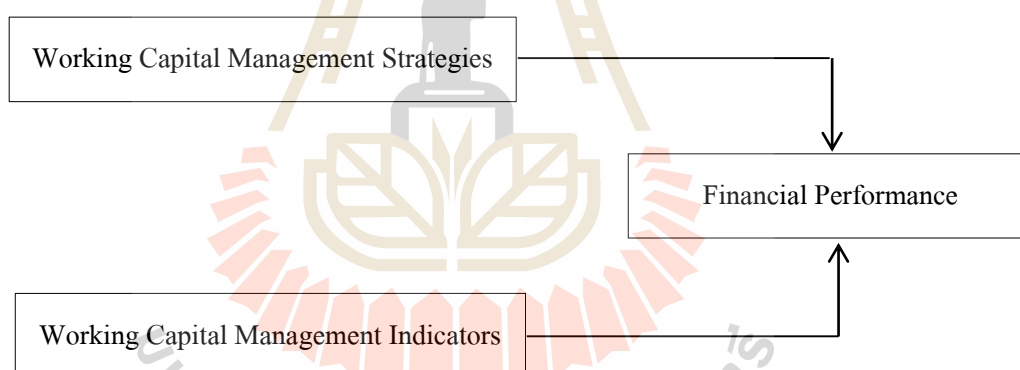 Working Capital Management Strategies
Financial Performance
Working Capital Management Indicators